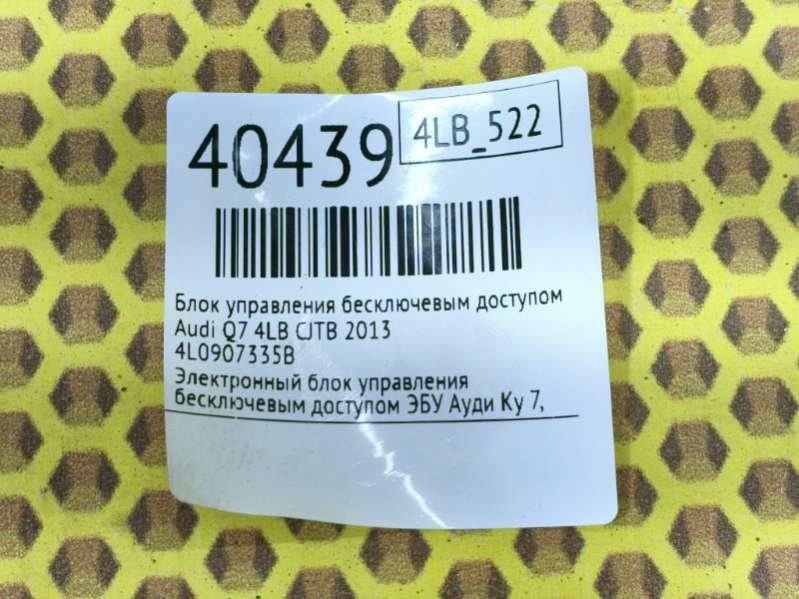 40439
4LB_522
Блок управления бесключевым доступом
Audi Q7 4LB CJTB 2013
4L0907335B
Электронный блок управления
бесключевым доступом ЭБУ Ауди Ку 7,